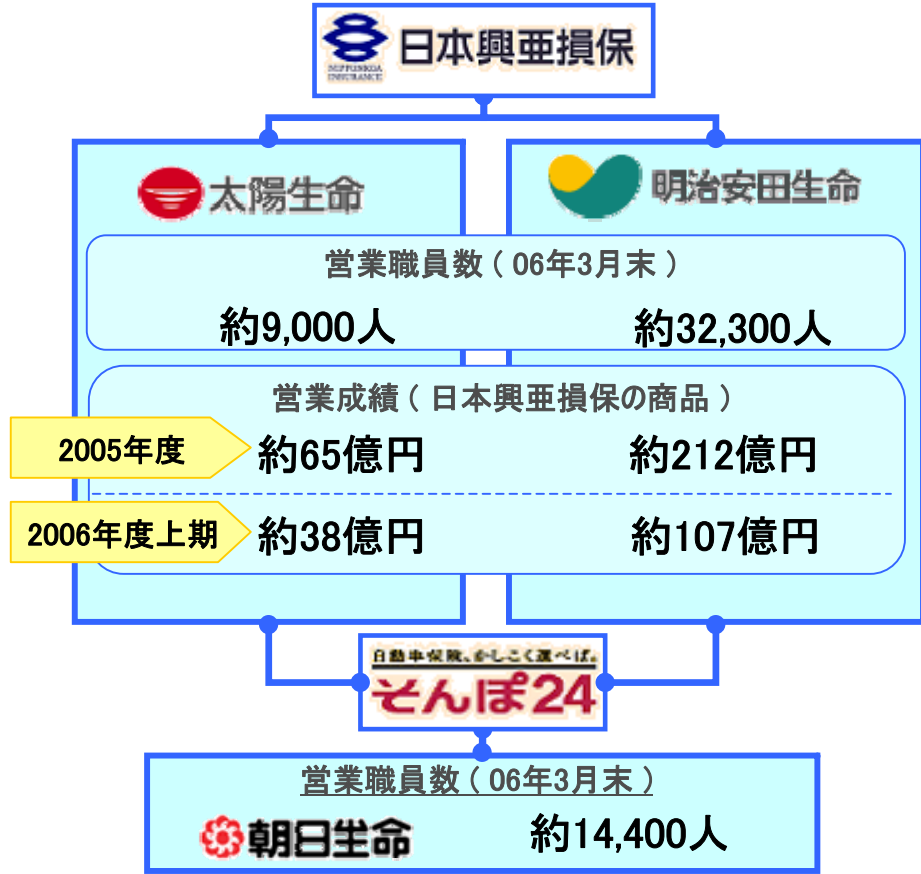 日本興亜損保
NIPPONKOA
INSURANCE
太陽生命
明治安田生命
営業職員数（06年3月末）
約9,000人
約32,300人
営業成績（日本興亜損保の商品）
2005年度
約65億円
約212億円
2006年度上期
約38億円
約107億円
自動車保険、かしこく選べば。
そんぽ24
営業職員数（06年3月末）
朝日生命
約14,400人